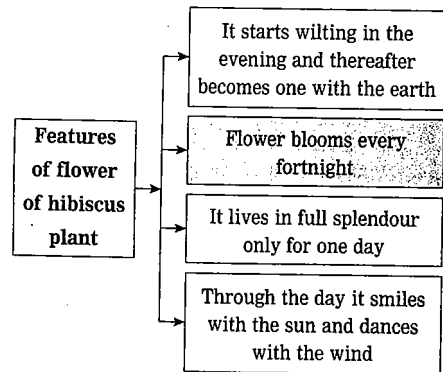 It starts wilting in the
evening and thereafter
becomes one with the earth
Features
of flower
of hibiscus
plant
Flower blooms every
fortnight
It lives in full splendour
only for one day
Through the day it smiles
with the sun and dances
with the wind